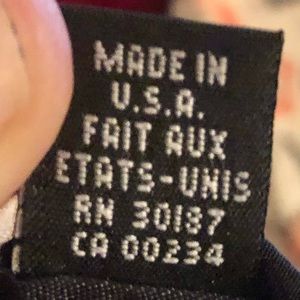 MADE IN
U.S.A.
FAIT AUX
ETATS-UNIS
RN 30187
CA 00234